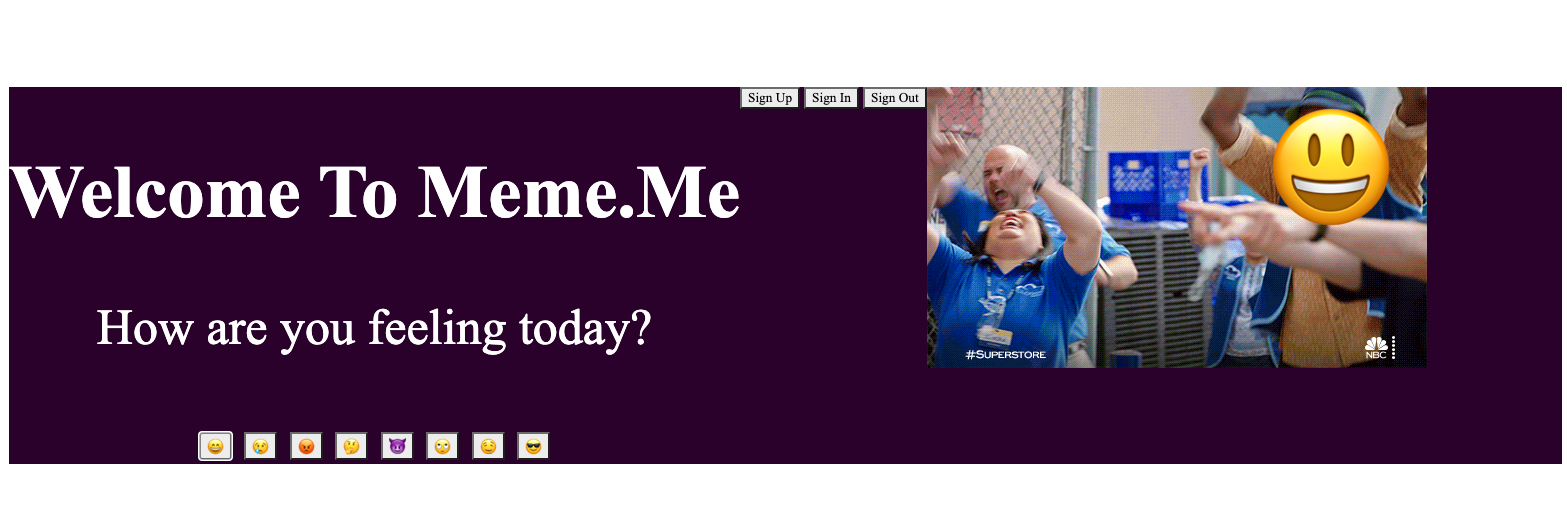 Sign Up Sign In Sign Out
Welcome To Meme.Me
How are you feeling today?
#SUPERSTORE
NBC